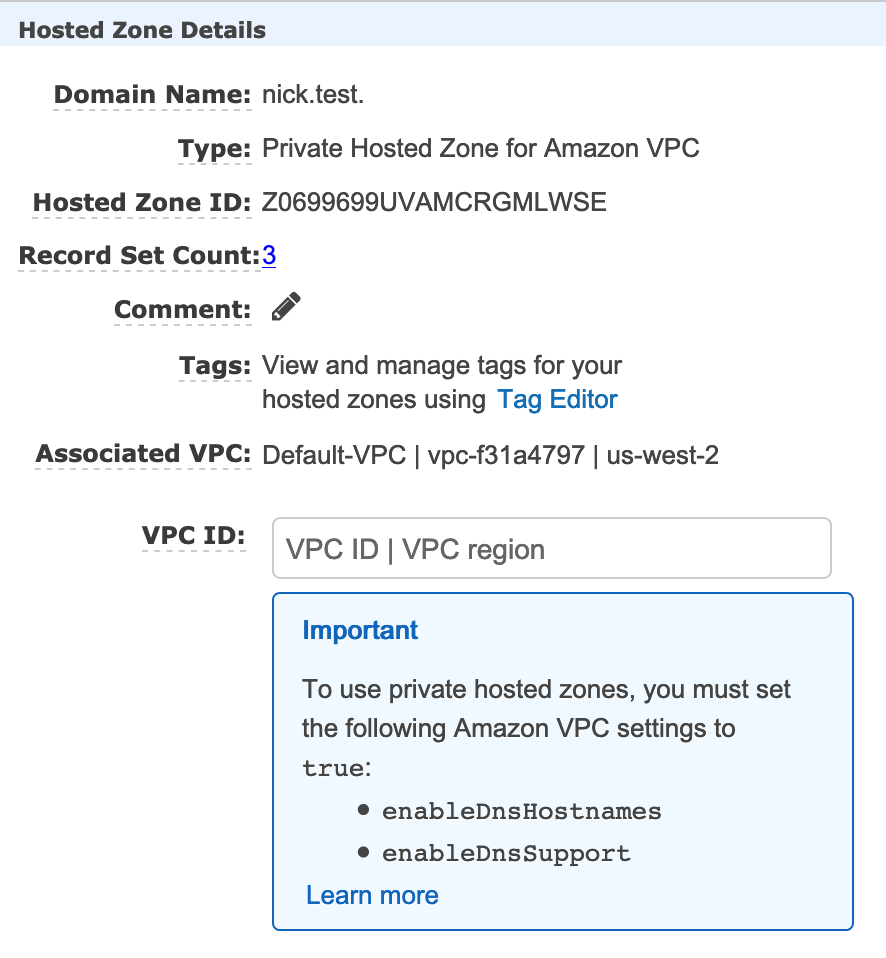 Hosted Zone Details
Domain Name: nick.test.
Type: Private Hosted Zone for Amazon VPC
Hosted Zone ID: Z0699699UVAMCRGMLWSE
Record Set Count: 3
Comment:
Tags: View and manage tags for your
hosted zones using Tag Editor
Associated VPC: Default-VPC | vpc-f31a4797 | us-west-2
VPC ID: VPC ID | VPC region
Important
To use private hosted zones, you must set
the following Amazon VPC settings to
true:
• enableDnsHostnames
• enableDnsSupport
Learn more